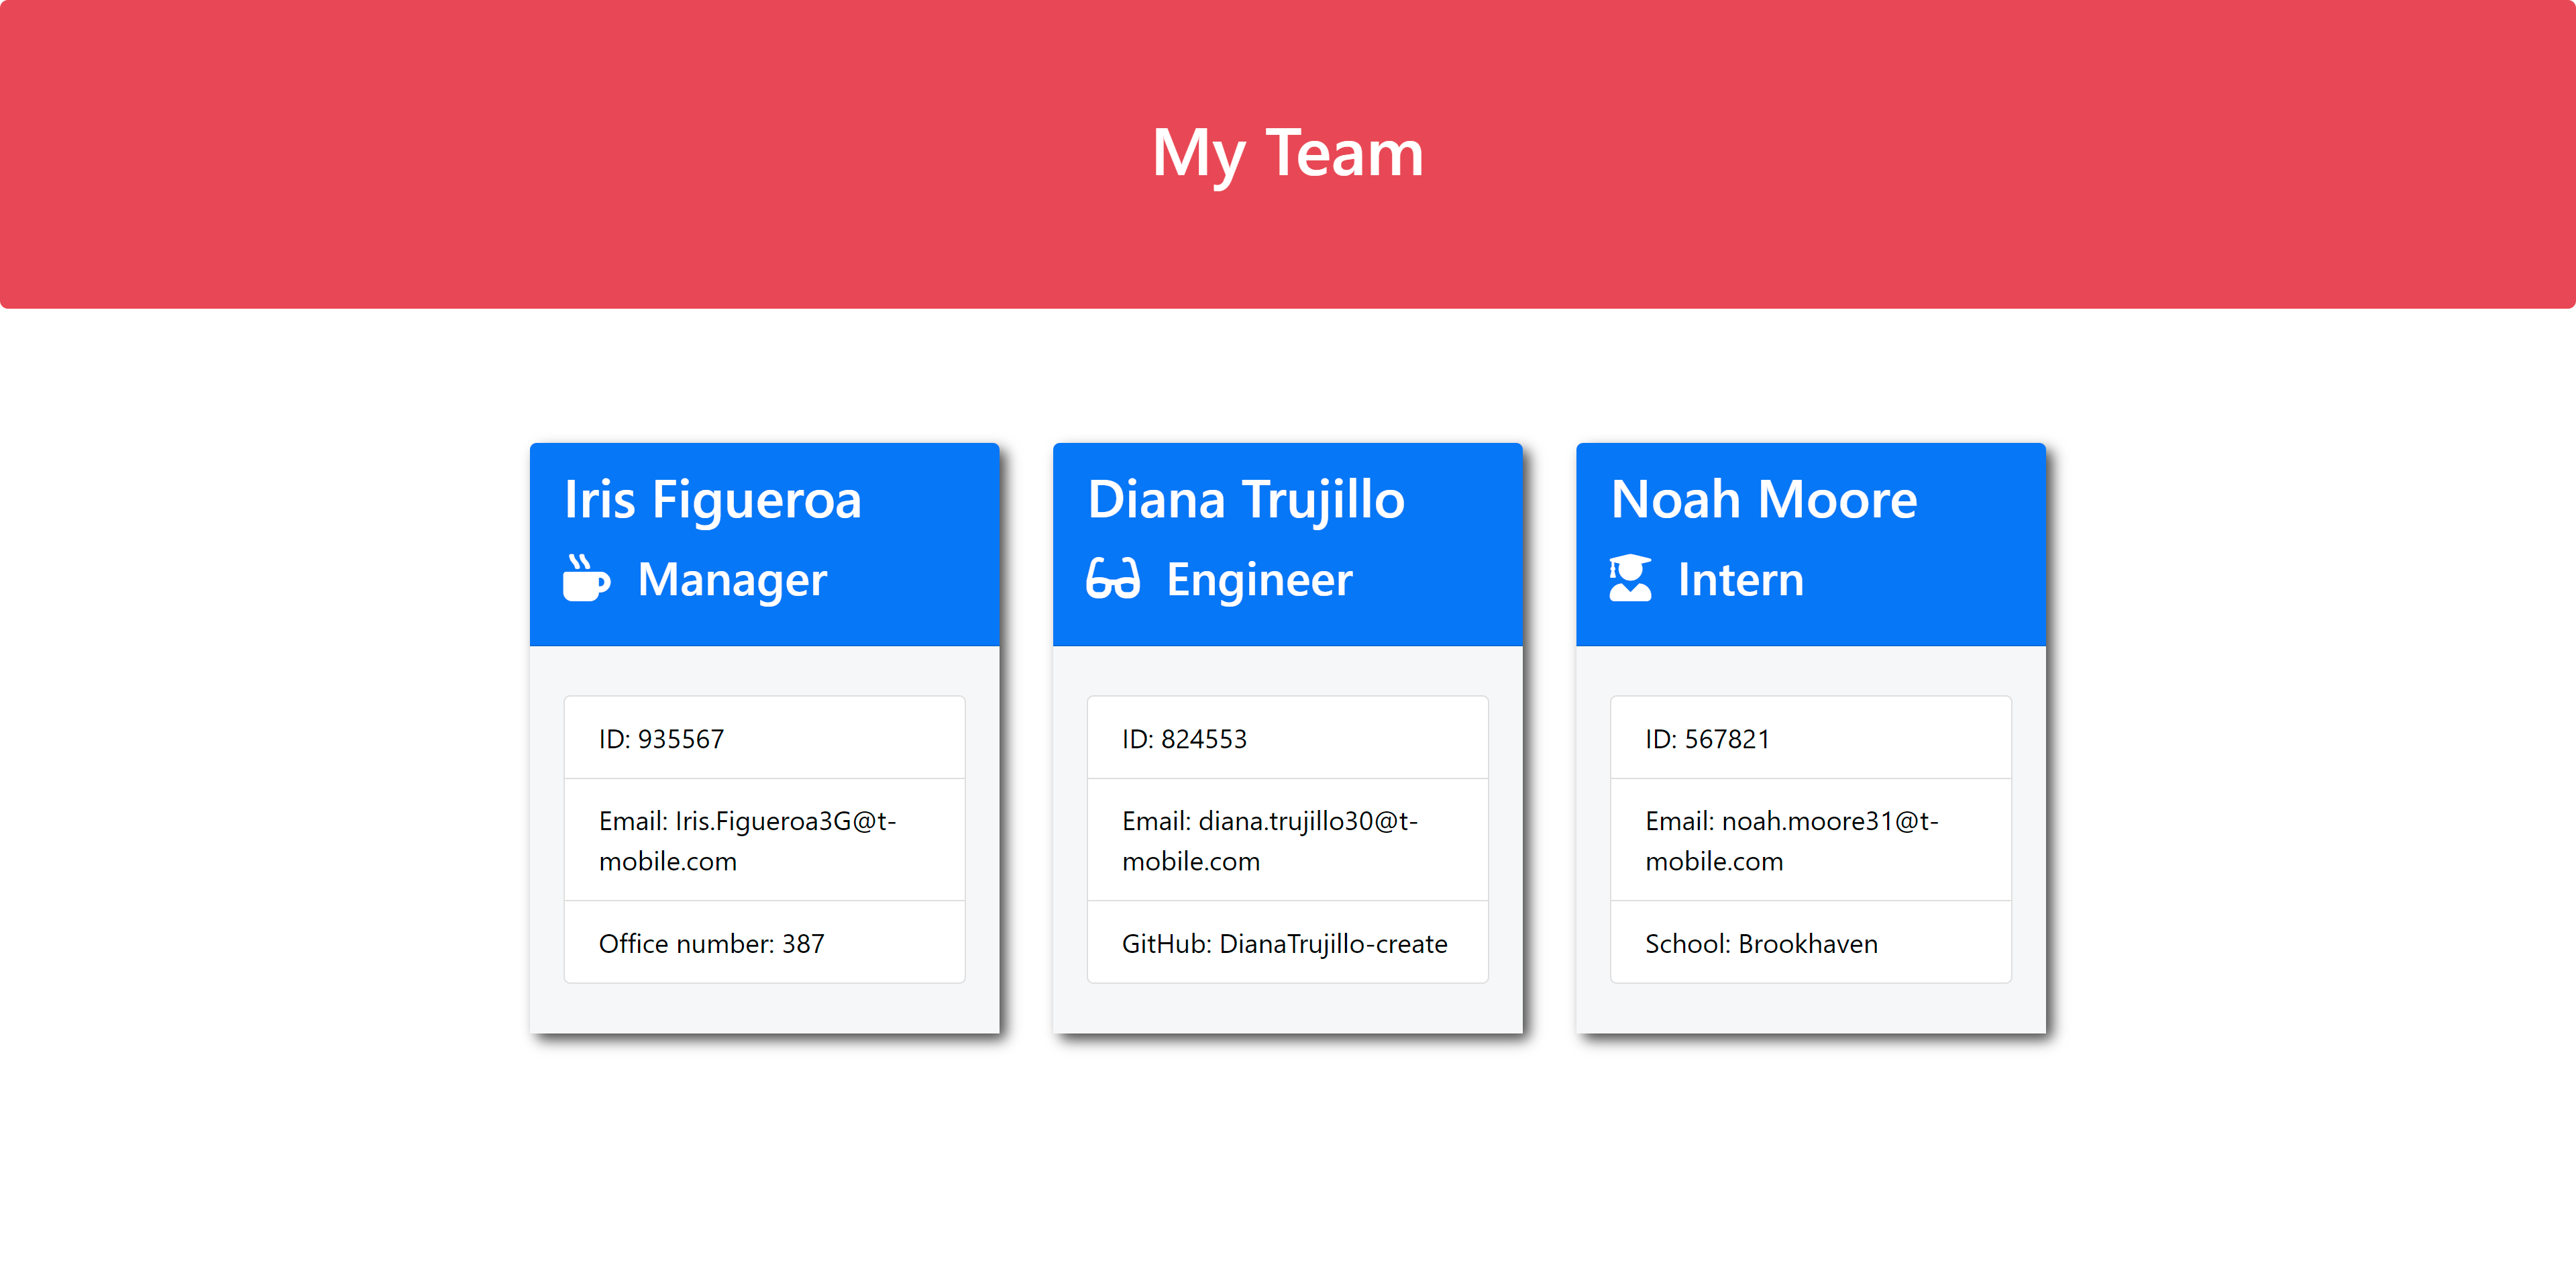 My Team
Iris Figueroa
Manager
ID: 935567
Email: Iris.Figueroa3G@t-
mobile.com
Office number: 387
Diana Trujillo
Engineer
ID: 824553
Email: diana.trujillo30@t-
mobile.com
GitHub: DianaTrujillo-create
Noah Moore
Intern
ID: 567821
Email: noah.moore31@t-
mobile.com
School: Brookhaven